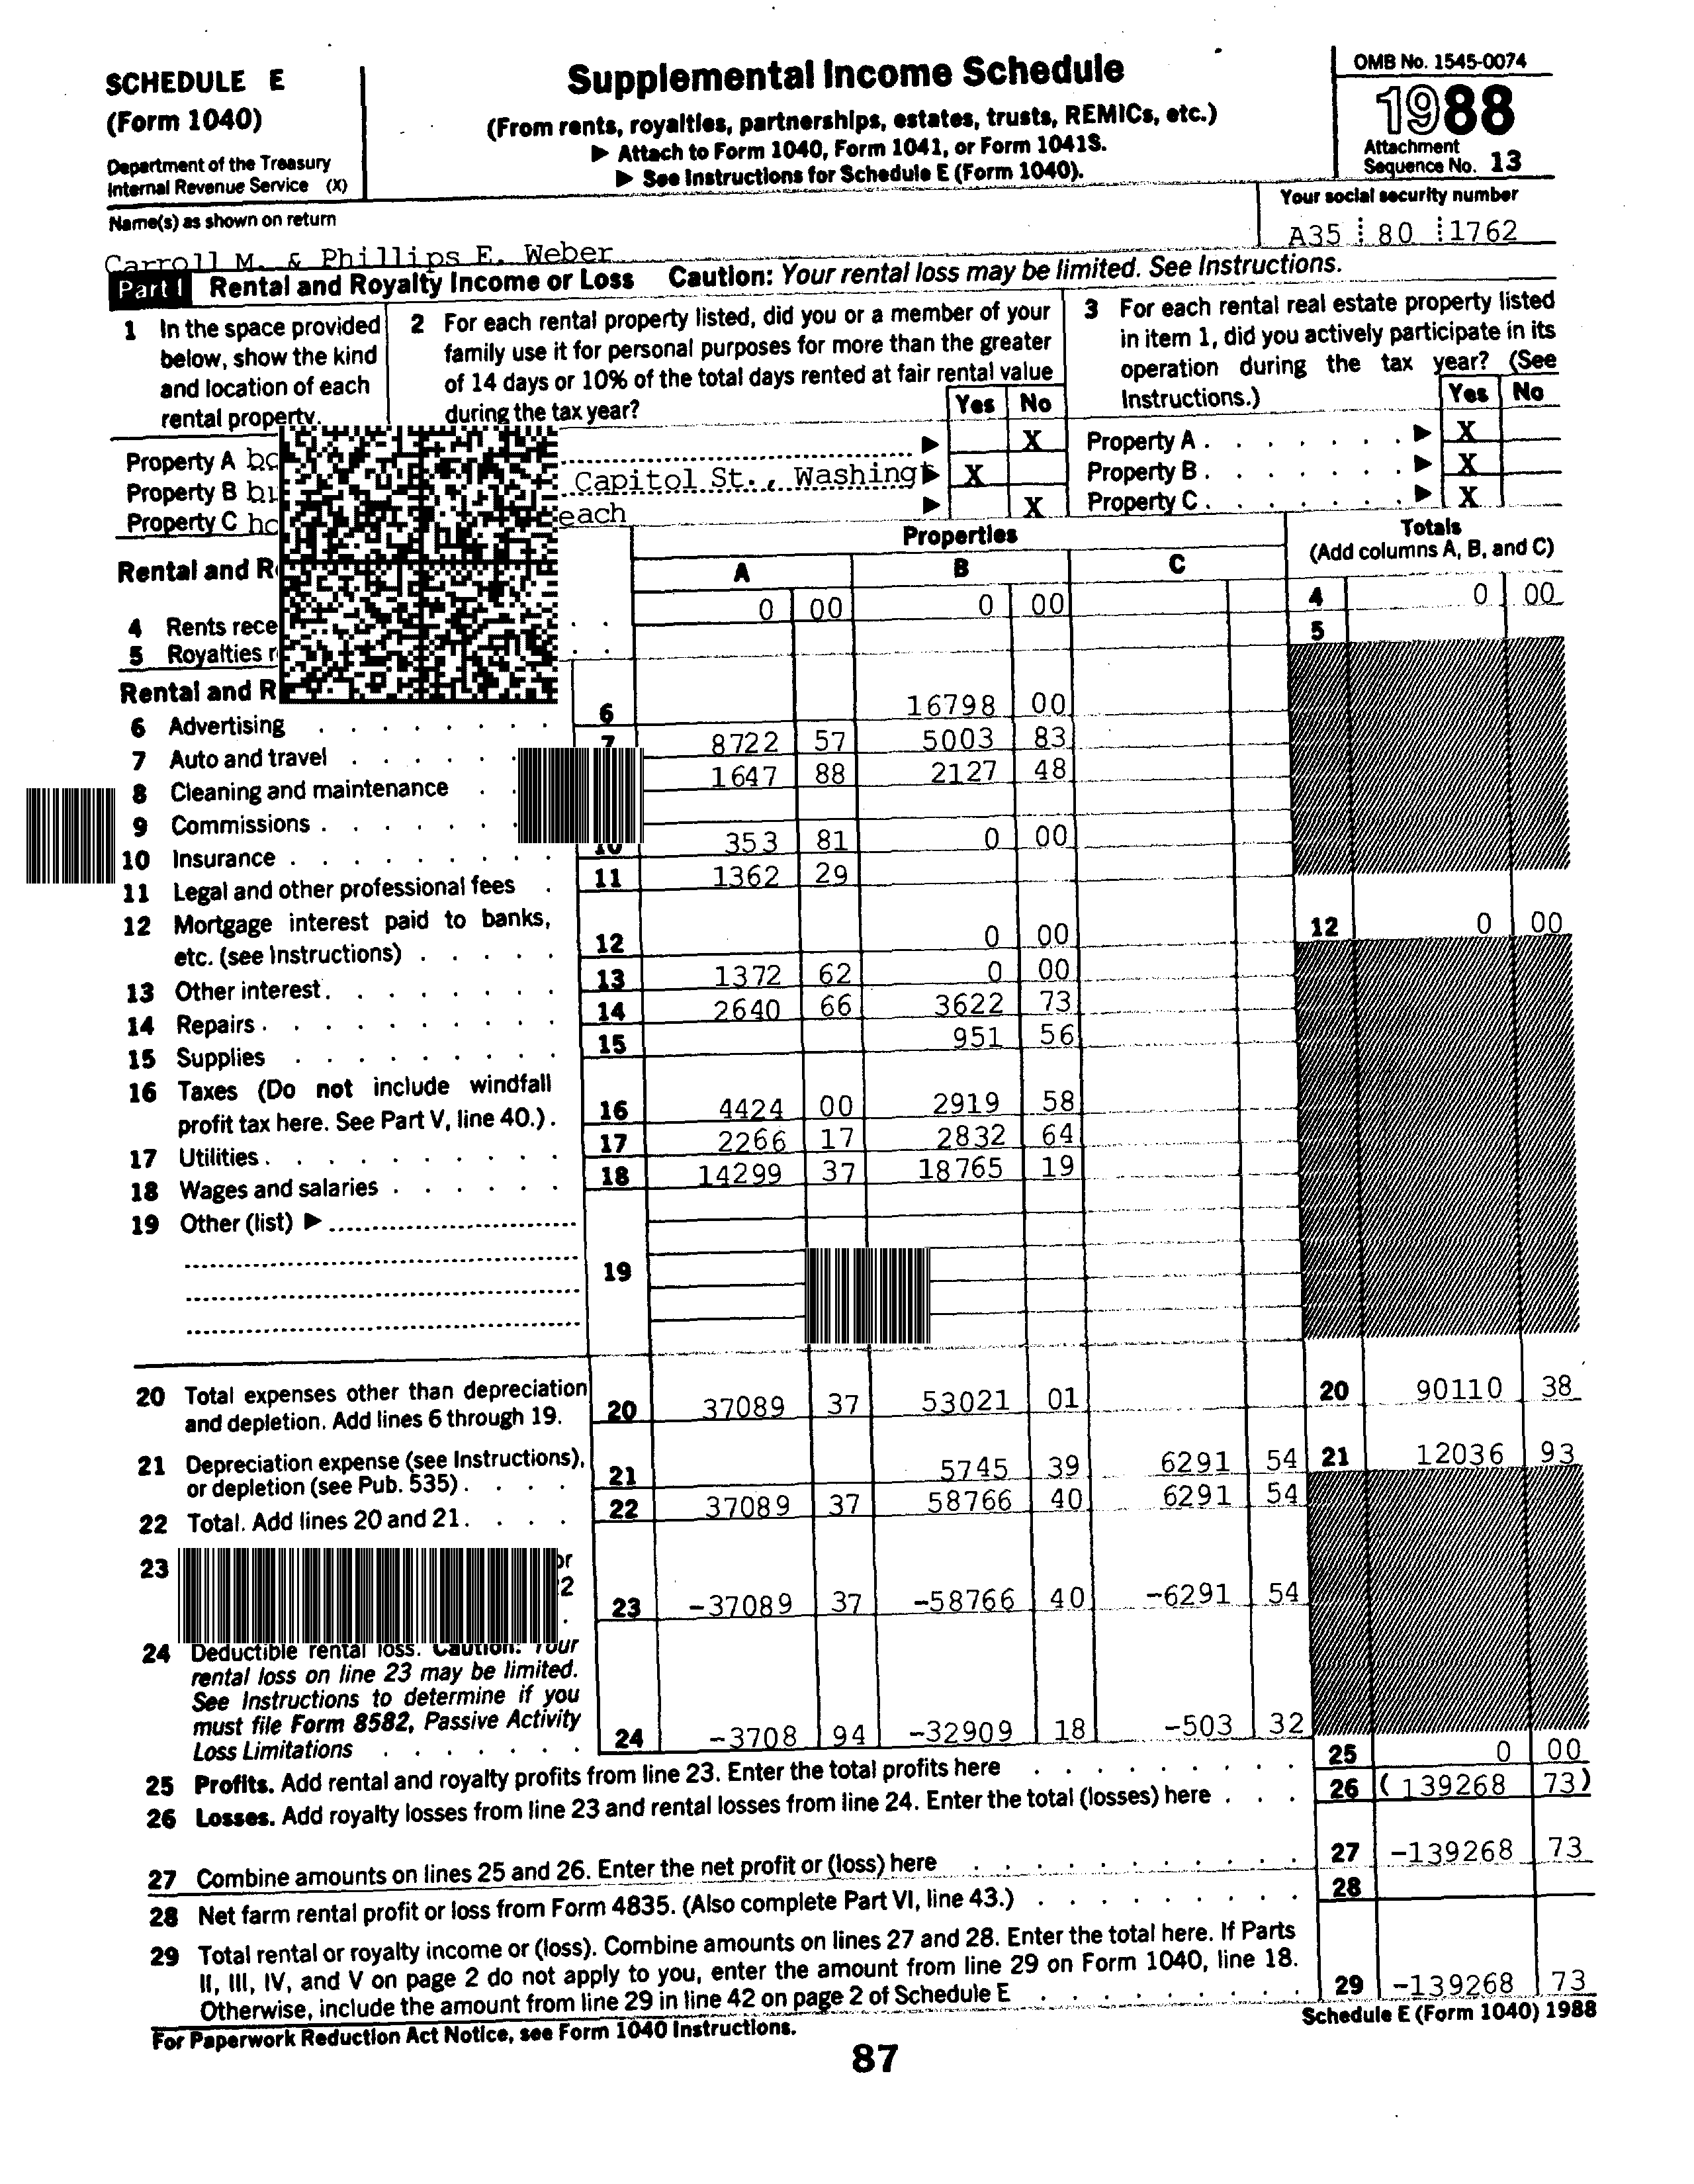 SCHEDULE E
(Form 1040)
Department of the Treasury
Internal Revenue Service (X)
Supplemental Income Schedule
(From rents, royalties, partnerships, estates, trusts, REMICs, etc.)
▶ Attach to Form 1040, Form 1041, or Form 1041S.
▶ See Instructions for Schedule E (Form 1040).
OMB No. 1545-0074
1988
Attachment
Sequence No. 13
Name(s) as shown on return
Carroll M. & Phillips E. Weber
Your social security number
A35 80 1762
Part I Rental and Royalty Income or Loss Caution: Your rental loss may be limited. See Instructions.
1 In the space provided
below, show the kind
and location of each
rental property.
2 For each rental property listed, did you or a member of your
family use it for personal purposes for more than the greater
of 14 days or 10% of the total days rented at fair rental value
during the tax year?
Yes No
3 For each rental real estate property listed
in item 1, did you actively participate in its
operation during the tax year? (See
Instructions.)
Yes No
Property A ▶ X Property A ▶ X
Property B Capitol St., Washingt ▶ X Property B ▶ X
Property C ▶ X Property C ▶ X
Properties
Totals
(Add columns A, B, and C)
Rental and
A B C
4 Rents 0 00 0 00 4 0 00
5 Royalties 5
Rental and
6 Advertising 6 16798 00
7 Auto and travel 7 8722 57 5003 83
8 Cleaning and maintenance 1647 88 2127 48
9 Commissions
10 Insurance 10 353 81 0 00
11 Legal and other professional fees 11 1362 29
12 Mortgage interest paid to banks,
etc. (see Instructions) 12 0 00 12 0 00
13 Other interest 13 1372 62 0 00
14 Repairs 14 2640 66 3622 73
15 Supplies 15 951 56
16 Taxes (Do not include windfall
profit tax here. See Part V, line 40.) 16 4424 00 2919 58
17 Utilities 17 2266 17 2832 64
18 Wages and salaries 18 14299 37 18765 19
19 Other (list) ▶
19
20 Total expenses other than depreciation
and depletion. Add lines 6 through 19. 20 37089 37 53021 01 20 90110 38
21 Depreciation expense (see Instructions),
or depletion (see Pub. 535) 21 5745 39 6291 54 21 12036 93
22 Total. Add lines 20 and 21 22 37089 37 58766 40 6291 54
23
23 -37089 37 -58766 40 -6291 54
24 Deductible rental loss. Caution: Your
rental loss on line 23 may be limited.
See Instructions to determine if you
must file Form 8582, Passive Activity
Loss Limitations 24 -3708 94 -32909 18 -503 32
25 Profits. Add rental and royalty profits from line 23. Enter the total profits here 25 0 00
26 Losses. Add royalty losses from line 23 and rental losses from line 24. Enter the total (losses) here 26 (139268 73)
27 Combine amounts on lines 25 and 26. Enter the net profit or (loss) here 27 -139268 73
28 Net farm rental profit or loss from Form 4835. (Also complete Part VI, line 43.) 28
29 Total rental or royalty income or (loss). Combine amounts on lines 27 and 28. Enter the total here. If Parts
II, III, IV, and V on page 2 do not apply to you, enter the amount from line 29 on Form 1040, line 18.
Otherwise, include the amount from line 29 in line 42 on page 2 of Schedule E 29 -139268 73
For Paperwork Reduction Act Notice, see Form 1040 Instructions.
Schedule E (Form 1040) 1988
87